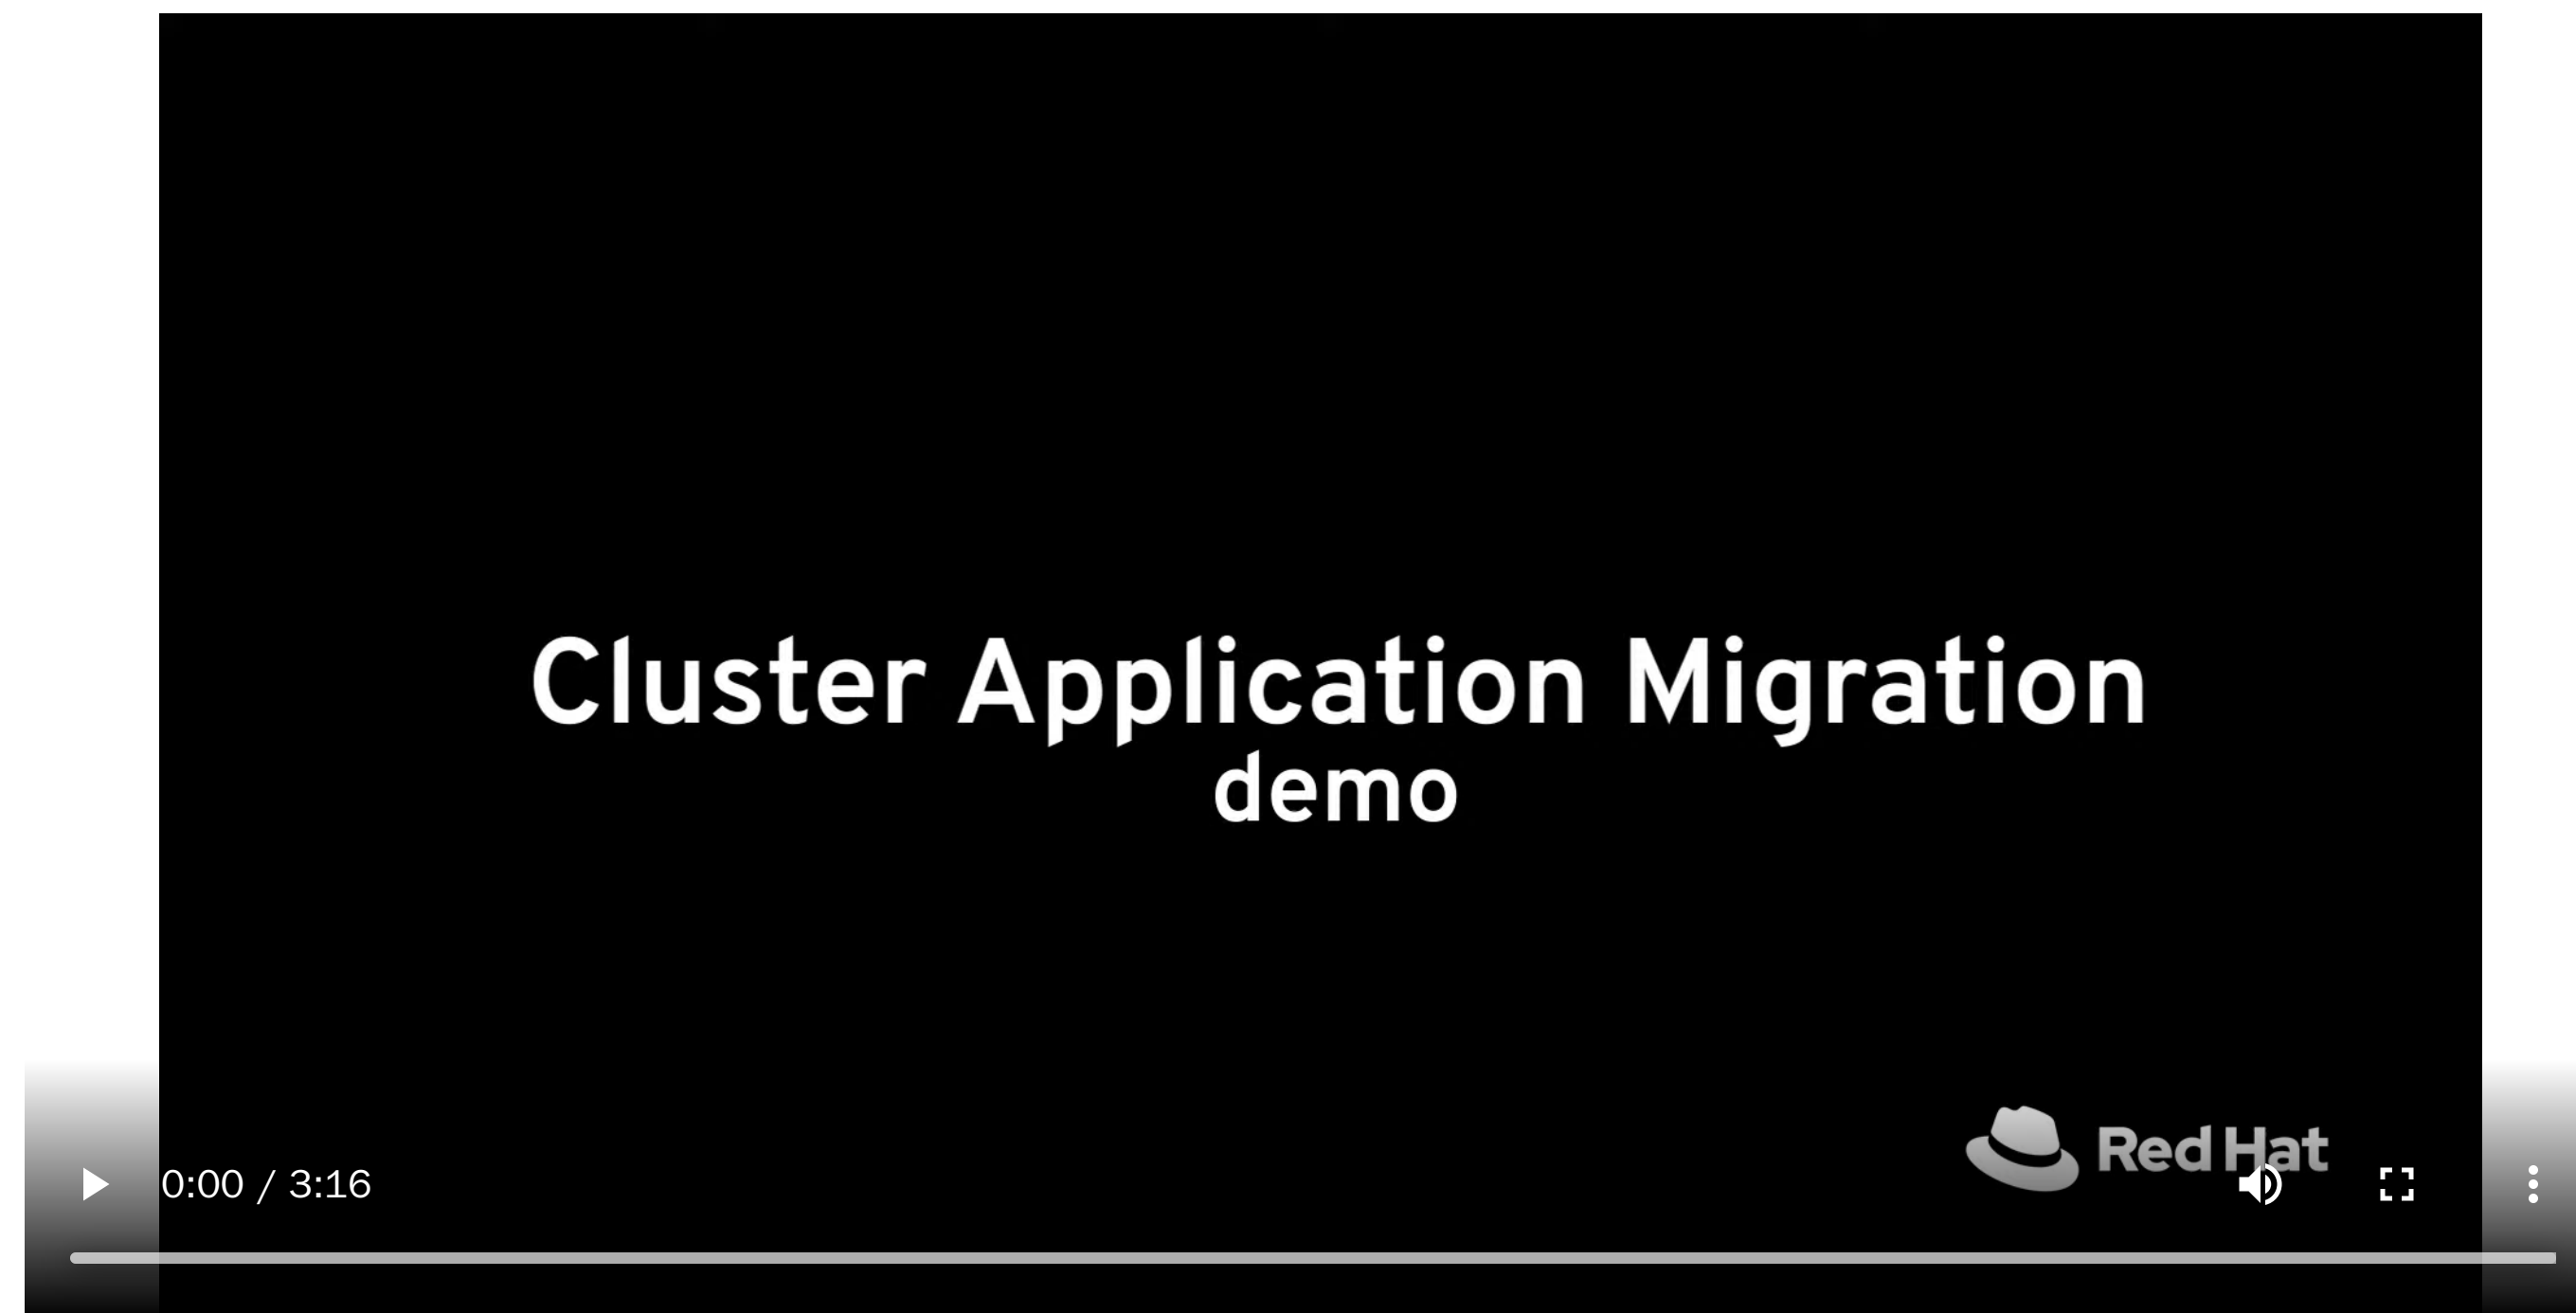 Cluster Application Migration
demo
Red Hat
0:00 / 3:16